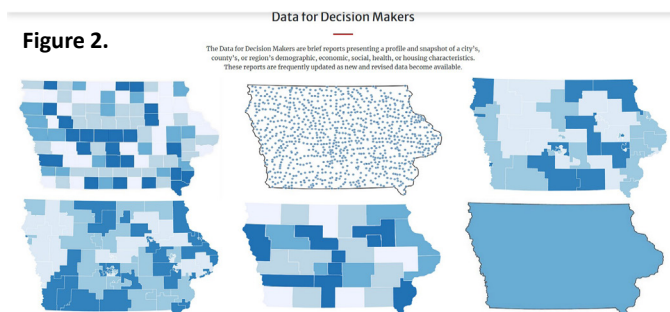 Data for Decision Makers
Figure 2.
The Data for Decision Makers are brief reports presenting a profile and snapshot of a city's,
county's, or region's demographic, economic, social, health, or housing characteristics.
These reports are frequently updated as new and revised data become available.